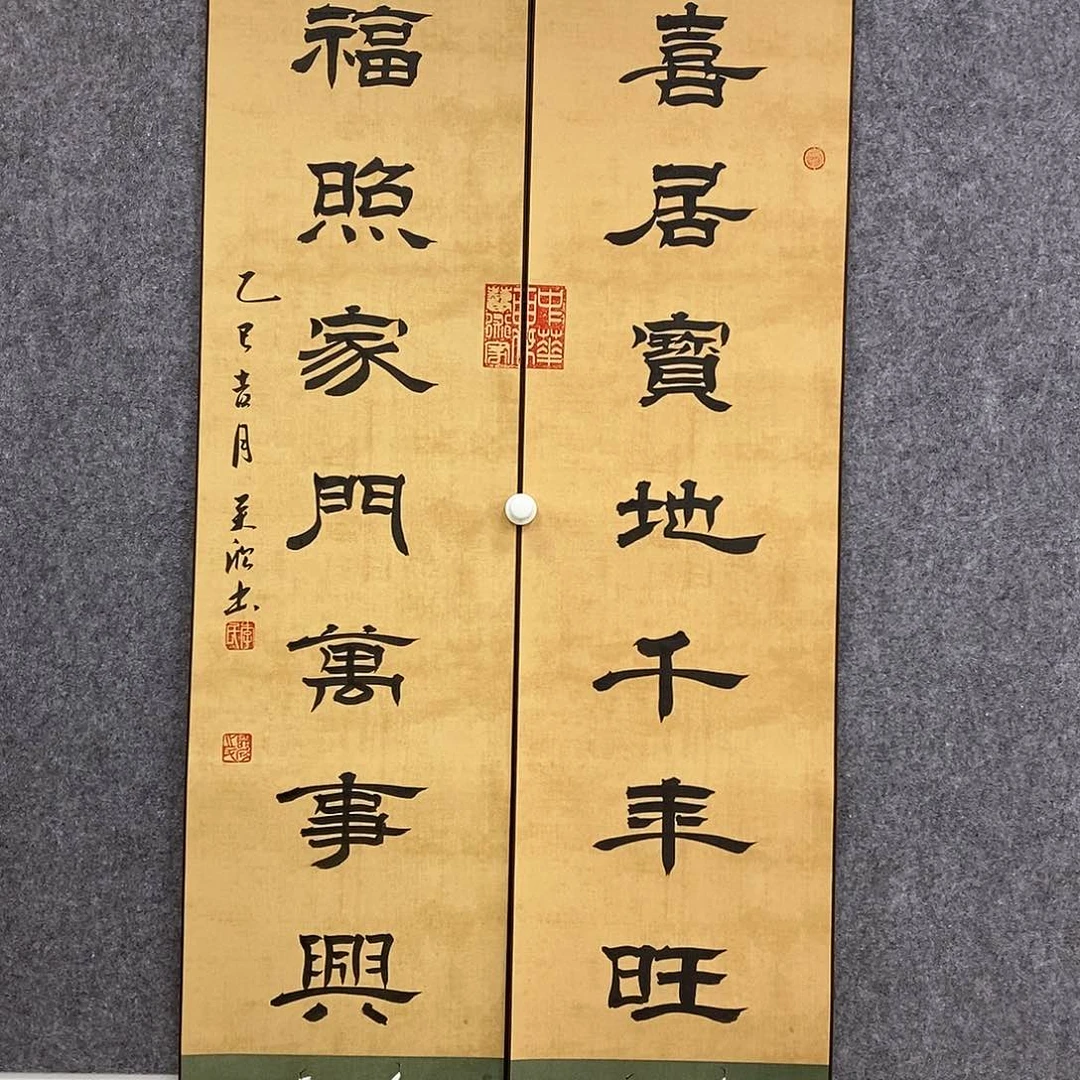 喜居寶地千年旺
福照家門萬事興
乙巳吉月